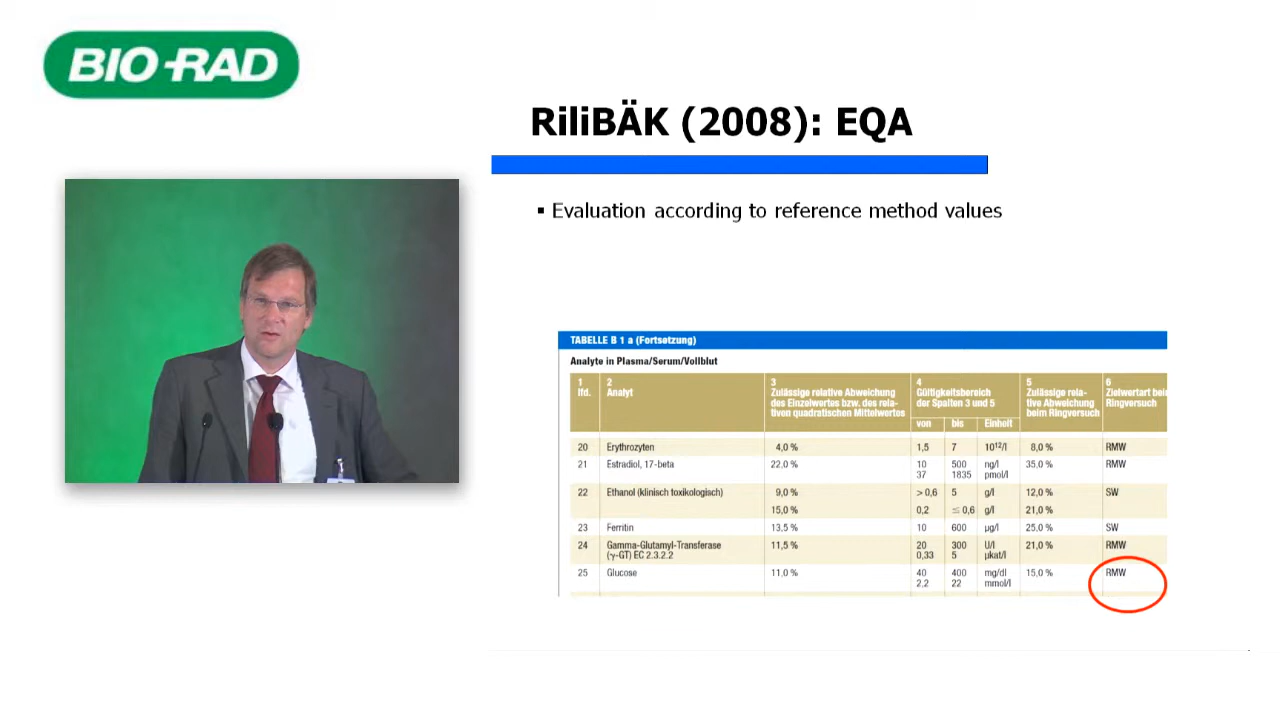 BIO-RAD
RiliBÄK (2008): EQA
▪ Evaluation according to reference method values
TABELLE B 1 a (Fortsetzung)
Analyte in Plasma/Serum/Vollblut
1 2 3 4 5 6
lfd. Analyt Zulässige relative Abweichung Gültigkeitsbereich Zulässige rela- Zielwertart bei
des Einzelwertes bzw. des rela- der Spalten 3 und 5 tive Abweichung Ringversuch
tiven quadratischen Mittelwertes beim Ringversuch
von bis Einheit
20 Erythrozyten 4,0 % 1,5 7 10¹²/l 8,0 % RMW
21 Estradiol, 17-beta 22,0 % 10 500 ng/l 35,0 % RMW
37 1835 pmol/l
22 Ethanol (klinisch toxikologisch) 9,0 % > 0,6 5 g/l 12,0 % SW
15,0 % 0,2 ≤ 0,6 g/l 21,0 %
23 Ferritin 13,5 % 10 600 µg/l 25,0 % SW
24 Gamma-Glutamyl-Transferase 11,5 % 20 300 U/l 21,0 % RMW
(γ-GT) EC 2.3.2.2 0,33 5 µkat/l
25 Glucose 11,0 % 40 400 mg/dl 15,0 % RMW
2,2 22 mmol/l